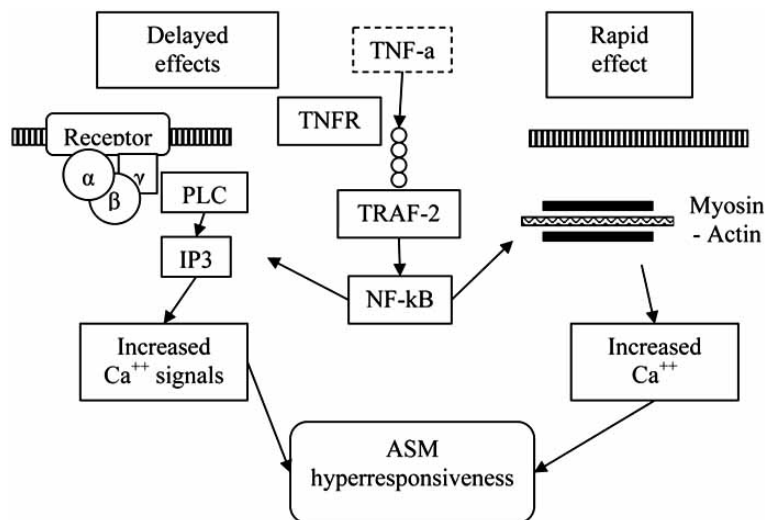 Delayed
effects
TNF-a
Rapid
effect
TNFR
Receptor
α
γ
β
PLC
TRAF-2
Myosin
- Actin
IP3
NF-kB
Increased
Ca++ signals
Increased
Ca++
ASM
hyperresponsiveness